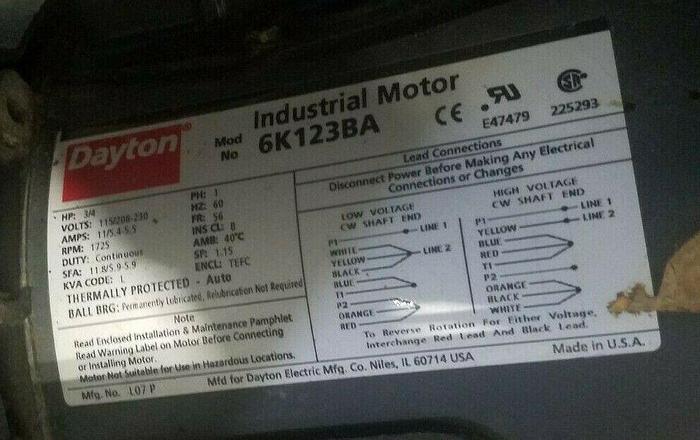 Dayton®
Industrial Motor
Mod No 6K123BA
CE
E47479
225293
HP: 3/4
VOLTS: 115/208-230
AMPS: 11/5.4-5.5
RPM: 1725
DUTY: Continuous
SFA: 11.8/5.9-5.9
KVA CODE: L
PH: 1
HZ: 60
FR: 56
INS CL: B
AMB: 40°C
SF: 1.15
ENCL: TEFC
THERMALLY PROTECTED - Auto
BALL BRG: Permanently Lubricated, Relubrication Not Required
Note
Read Enclosed Installation & Maintenance Pamphlet
Read Warning Label on Motor Before Connecting
or Installing Motor.
Motor Not Suitable for Use in Hazardous Locations.
Lead Connections
Disconnect Power Before Making Any Electrical
Connections or Changes
LOW VOLTAGE
CW SHAFT END
P1
LINE 1
WHITE
YELLOW
LINE 2
BLACK
BLUE
T1
P2
ORANGE
RED
HIGH VOLTAGE
CW SHAFT END
P1
LINE 1
YELLOW
LINE 2
BLUE
RED
T1
P2
ORANGE
BLACK
WHITE
To Reverse Rotation For Either Voltage,
Interchange Red Lead And Black Lead.
Mfg. No. L07 P
Mfd for Dayton Electric Mfg. Co. Niles, IL 60714 USA
Made in U.S.A.